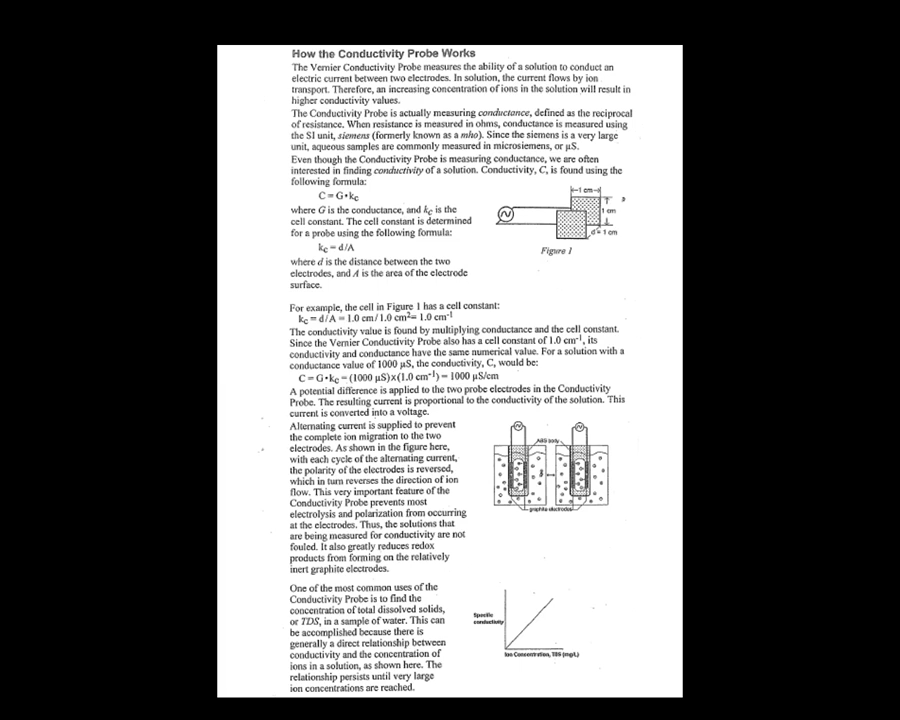 How the Conductivity Probe Works
The Vernier Conductivity Probe measures the ability of a solution to conduct an
electric current between two electrodes. In solution, the current flows by ion
transport. Therefore, an increasing concentration of ions in the solution will result in
higher conductivity values.
The Conductivity Probe is actually measuring conductance, defined as the reciprocal
of resistance. When resistance is measured in ohms, conductance is measured using
the SI unit, siemens (formerly known as a mho). Since the siemens is a very large
unit, aqueous samples are commonly measured in microsiemens, or µS.
Even though the Conductivity Probe is measuring conductance, we are often
interested in finding conductivity of a solution. Conductivity, C, is found using the
following formula:
C = G•kc
where G is the conductance, and kc is the
cell constant. The cell constant is determined
for a probe using the following formula:
kc = d/A
where d is the distance between the two
electrodes, and A is the area of the electrode
surface.
1 cm
1 cm
d = 1 cm
Figure 1
For example, the cell in Figure 1 has a cell constant:
kc = d/A = 1.0 cm/1.0 cm²= 1.0 cm⁻¹
The conductivity value is found by multiplying conductance and the cell constant.
Since the Vernier Conductivity Probe also has a cell constant of 1.0 cm⁻¹, its
conductivity and conductance have the same numerical value. For a solution with a
conductance value of 1000 µS, the conductivity, C, would be:
C = G•kc = (1000 µS)x(1.0 cm⁻¹) = 1000 µS/cm
A potential difference is applied to the two probe electrodes in the Conductivity
Probe. The resulting current is proportional to the conductivity of the solution. This
current is converted into a voltage.
Alternating current is supplied to prevent
the complete ion migration to the two
electrodes. As shown in the figure here,
with each cycle of the alternating current,
the polarity of the electrodes is reversed,
which in turn reverses the direction of ion
flow. This very important feature of the
Conductivity Probe prevents most
electrolysis and polarization from occurring
at the electrodes. Thus, the solutions that
are being measured for conductivity are not
fouled. It also greatly reduces redox
products from forming on the relatively
inert graphite electrodes.
ABS body
graphite electrodes
One of the most common uses of the
Conductivity Probe is to find the
concentration of total dissolved solids,
or TDS, in a sample of water. This can
be accomplished because there is
generally a direct relationship between
conductivity and the concentration of
ions in a solution, as shown here. The
relationship persists until very large
ion concentrations are reached.
Specific
conductivity
Ion Concentration, TDS (mg/L)